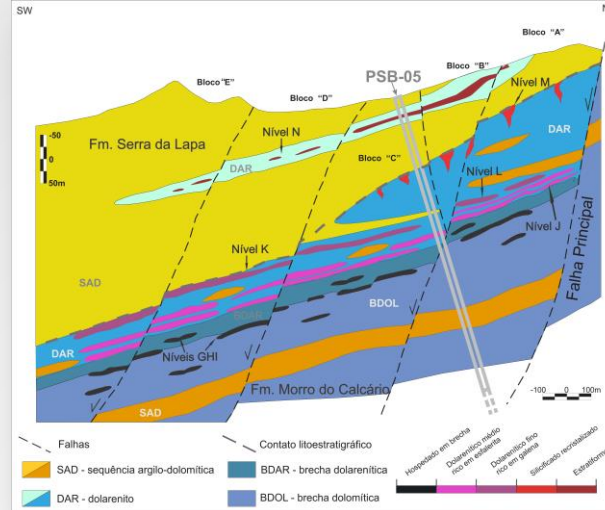 SW
N
Bloco "A"
Bloco "B"
Bloco "E"
Bloco "D"
PSB-05
Nível M
Nível N
Fm. Serra da Lapa
DAR
-50
0
50m
DAR
Bloco "C"
Nível L
Nível J
Nível K
SAD
Falha Principal
BDOL
DAR
Níveis GHI
Fm. Morro do Calcário
SAD
-100 0 100m
Falhas
Contato litoestratigráfico
SAD - sequência argilo-dolomítica
BDAR - brecha dolarenítica
DAR - dolarenito
BDOL - brecha dolomítica
Hospedado em brecha
Dolarenítico médio
rico em esfalerita
Dolarenítico fino
rico em galena
Silicificado recristalizado
Estratiforme